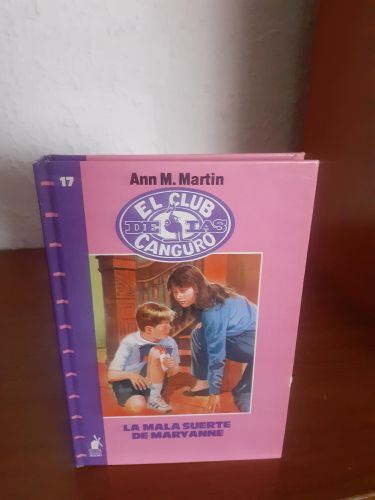 17
Ann M. Martin
EL CLUB
DE LAS
CANGURO
LA MALA SUERTE
DE MARYANNE